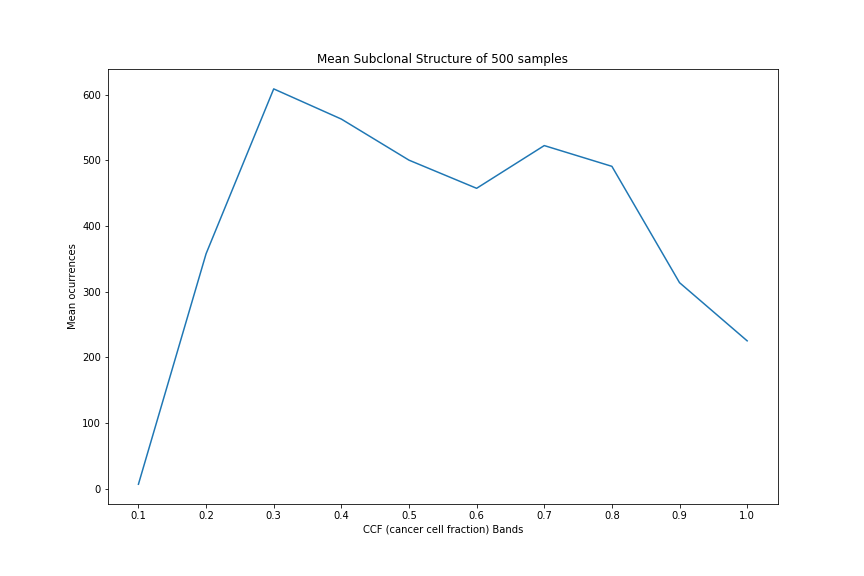 Mean Subclonal Structure of 500 samples
600
500
400
300
200
100
0
Mean ocurrences
0.1 0.2 0.3 0.4 0.5 0.6 0.7 0.8 0.9 1.0
CCF (cancer cell fraction) Bands